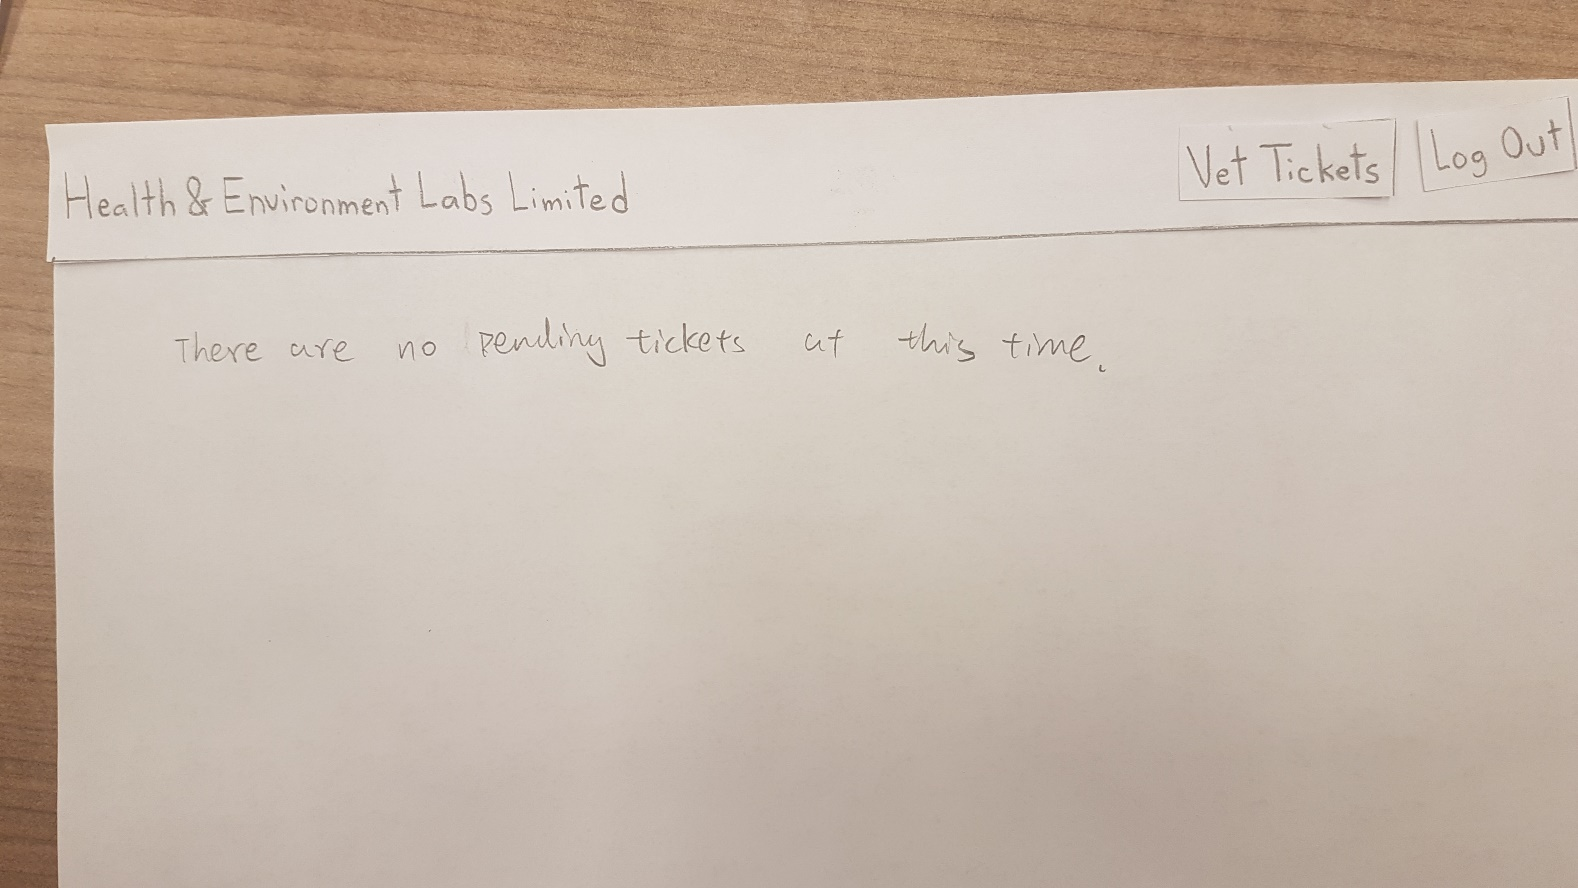 Health & Environment Labs Limited
Vet Tickets
Log Out
There are no pending tickets at this time.